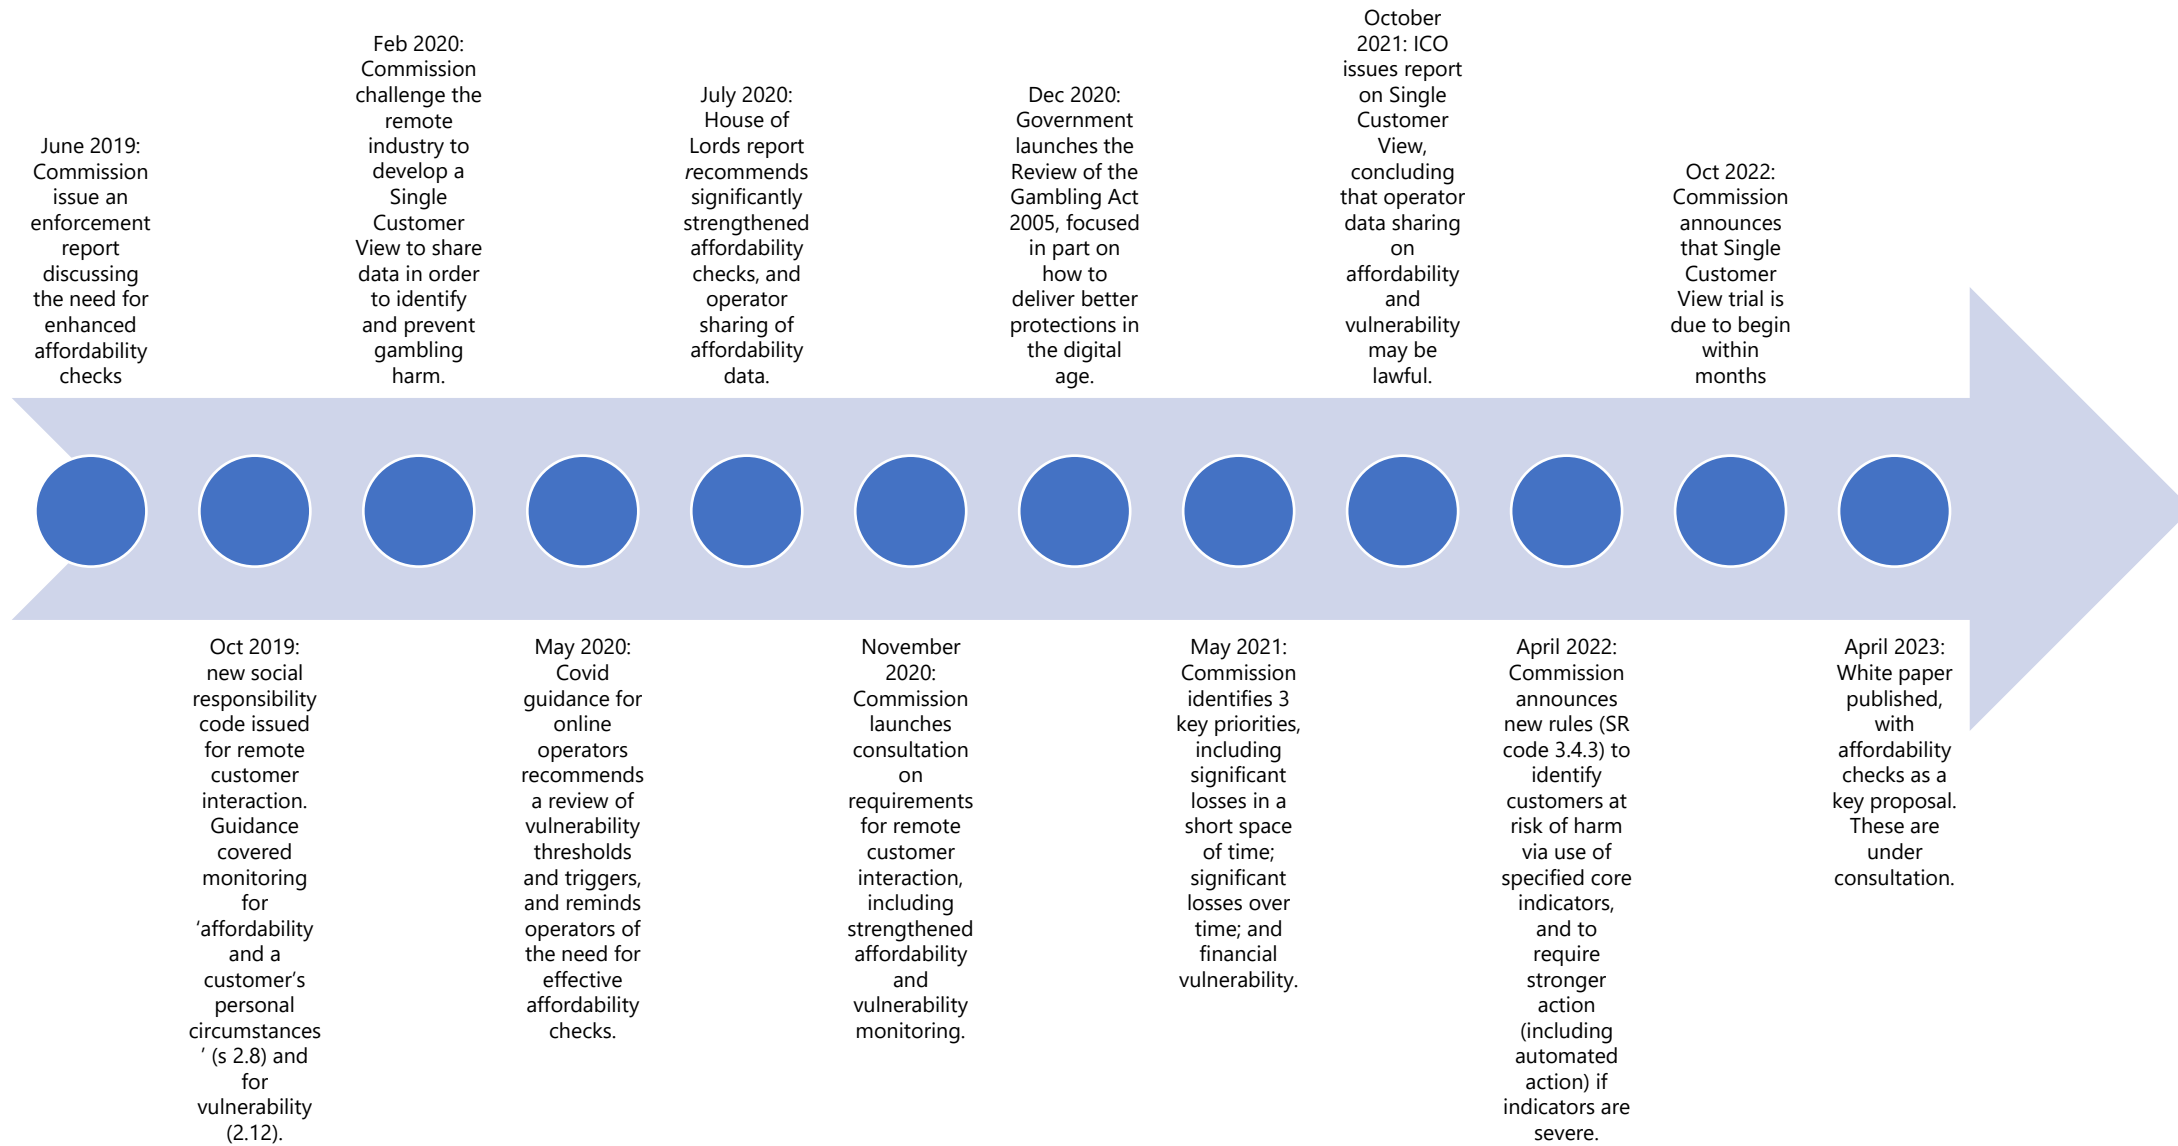 June 2019:
Commission
issue an
enforcement
report
discussing
the need for
enhanced
affordability
checks
Oct 2019:
new social
responsibility
code issued
for remote
customer
interaction.
Guidance
covered
monitoring
for
‘affordability
and a
customer’s
personal
circumstances
’ (s 2.8) and
for
vulnerability
(2.12).
Feb 2020:
Commission
challenge the
remote
industry to
develop a
Single
Customer
View to share
data in order
to identify
and prevent
gambling
harm.
May 2020:
Covid
guidance for
online
operators
recommends
a review of
vulnerability
thresholds
and triggers,
and reminds
operators of
the need for
effective
affordability
checks.
July 2020:
House of
Lords report
recommends
significantly
strengthened
affordability
checks, and
operator
sharing of
affordability
data.
November
2020:
Commission
launches
consultation
on
requirements
for remote
customer
interaction,
including
strengthened
affordability
and
vulnerability
monitoring.
Dec 2020:
Government
launches the
Review of the
Gambling Act
2005, focused
in part on
how to
deliver better
protections in
the digital
age.
May 2021:
Commission
identifies 3
key priorities,
including
significant
losses in a
short space
of time;
significant
losses over
time; and
financial
vulnerability.
October
2021: ICO
issues report
on Single
Customer
View,
concluding
that operator
data sharing
on
affordability
and
vulnerability
may be
lawful.
April 2022:
Commission
announces
new rules (SR
code 3.4.3) to
identify
customers at
risk of harm
via use of
specified core
indicators,
and to
require
stronger
action
(including
automated
action) if
indicators are
severe.
Oct 2022:
Commission
announces
that Single
Customer
View trial is
due to begin
within
months
April 2023:
White paper
published,
with
affordability
checks as a
key proposal.
These are
under
consultation.